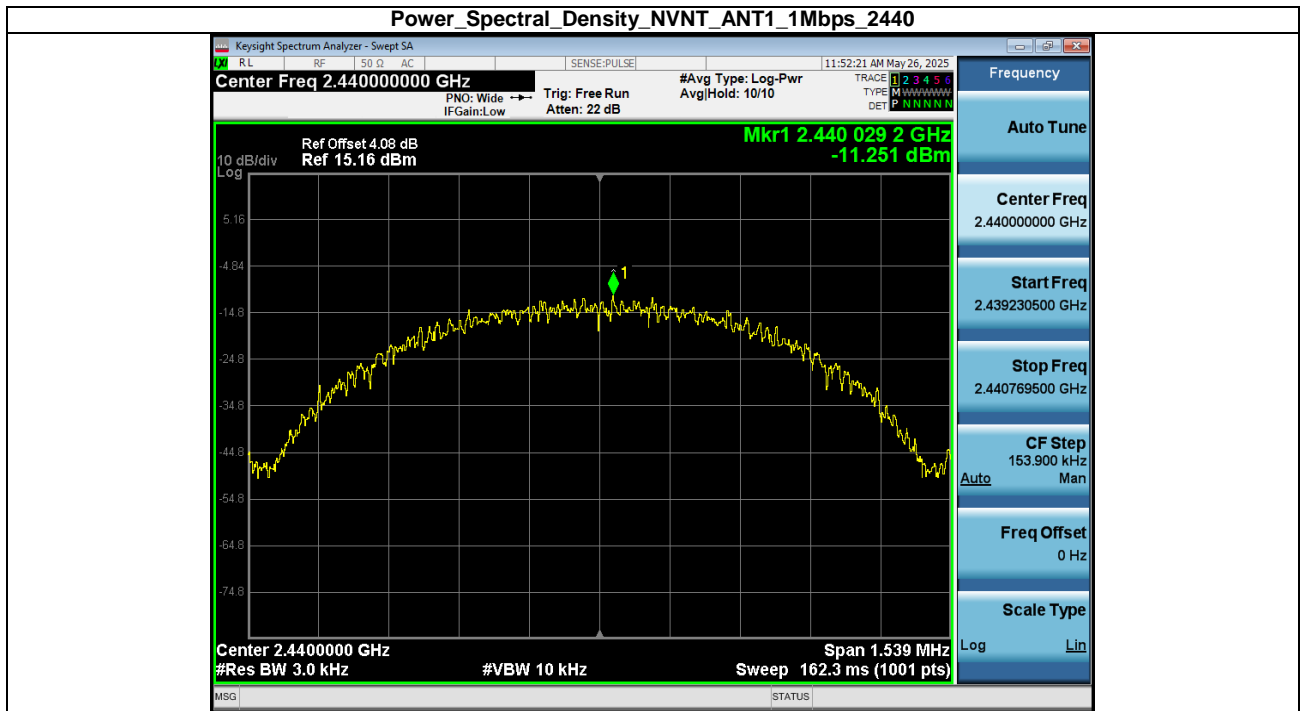 Power_Spectral_Density_NVNT_ANT1_1Mbps_2440
Keysight Spectrum Analyzer - Swept SA
LXI RL RF 50 Ω AC SENSE:PULSE 11:52:21 AM May 26, 2025
Center Freq 2.440000000 GHz
PNO: Wide
IFGain:Low
Trig: Free Run
Atten: 22 dB
#Avg Type: Log-Pwr
Avg|Hold: 10/10
TRACE 1 2 3 4 5 6
TYPE M WWWWW
DET P N N N N N
Ref Offset 4.08 dB
10 dB/div Ref 15.16 dBm
Log
Mkr1 2.440 029 2 GHz
-11.251 dBm
5.16
-4.84
1
-14.8
-24.8
-34.8
-44.8
-54.8
-64.8
-74.8
Center 2.4400000 GHz Span 1.539 MHz
#Res BW 3.0 kHz #VBW 10 kHz Sweep 162.3 ms (1001 pts)
MSG STATUS
Frequency
Auto Tune
Center Freq
2.440000000 GHz
Start Freq
2.439230500 GHz
Stop Freq
2.440769500 GHz
CF Step
153.900 kHz
Auto Man
Freq Offset
0 Hz
Scale Type
Log Lin